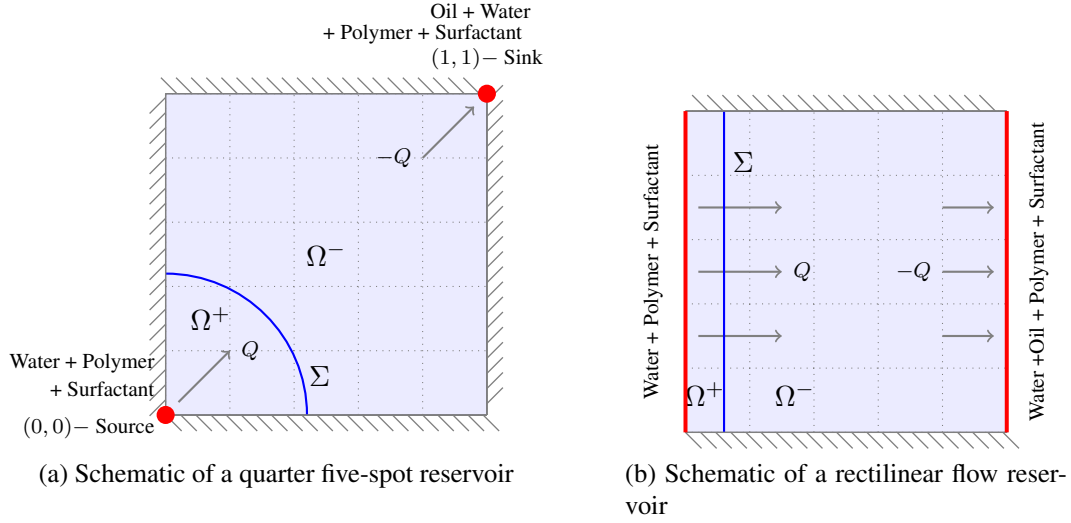 Oil + Water
+ Polymer + Surfactant
(1, 1)− Sink
−Q
Ω−
Ω+
Q
Water + Polymer
+ Surfactant
Σ
(0, 0)− Source
(a) Schematic of a quarter five-spot reservoir
Water + Polymer + Surfactant
Σ
Q
−Q
Ω+
Ω−
Water +Oil + Polymer + Surfactant
(b) Schematic of a rectilinear flow reser-
voir